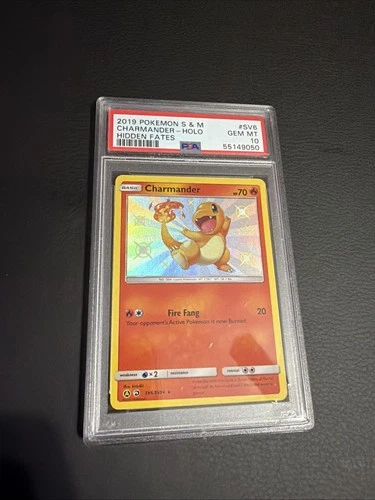 2019 POKEMON S & M #SV6
CHARMANDER - HOLO GEM MT
HIDDEN FATES 10
PSA 55149050
BASIC Charmander HP70
Fire Fang 20
Your opponent's Active Pokémon is now Burned.
weakness ×2 resistance retreat